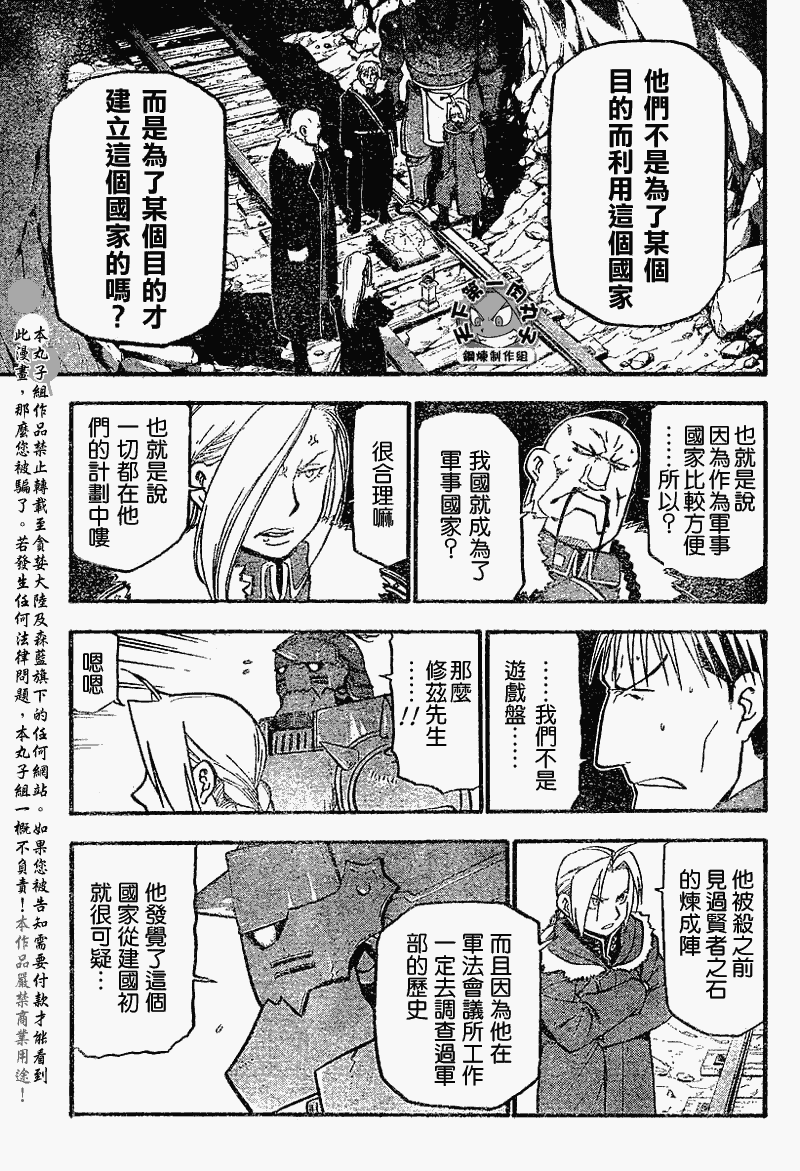 他們不是為了某個
目的而利用這個國家
而是為了某個目的才
建立這個國家的嗎？
天下第一肉丸子
鋼煉制作組
也就是說
因為作為軍事
國家比較方便
……所以？
我國就成為了
軍事國家？
很合理嘛
也就是說
一切都在他
們的計劃中嘍
……我們不是
遊戲盤……
那麼
修茲先生
……！！
嗯嗯
他被殺之前
見過賢者之石
的煉成陣
而且因為他在
軍法會議所工作
一定去調查過軍
部的歷史
他發覺了這個
國家從建國初
就很可疑…
本丸子組作品禁止轉載至貪婪大陸及森藍旗下的任何網站。如果您被告知需要付款才能看到
此漫畫，那麼您被騙了。若發生任何法律問題，本丸子組一概不負責！本作品嚴禁商業用途！